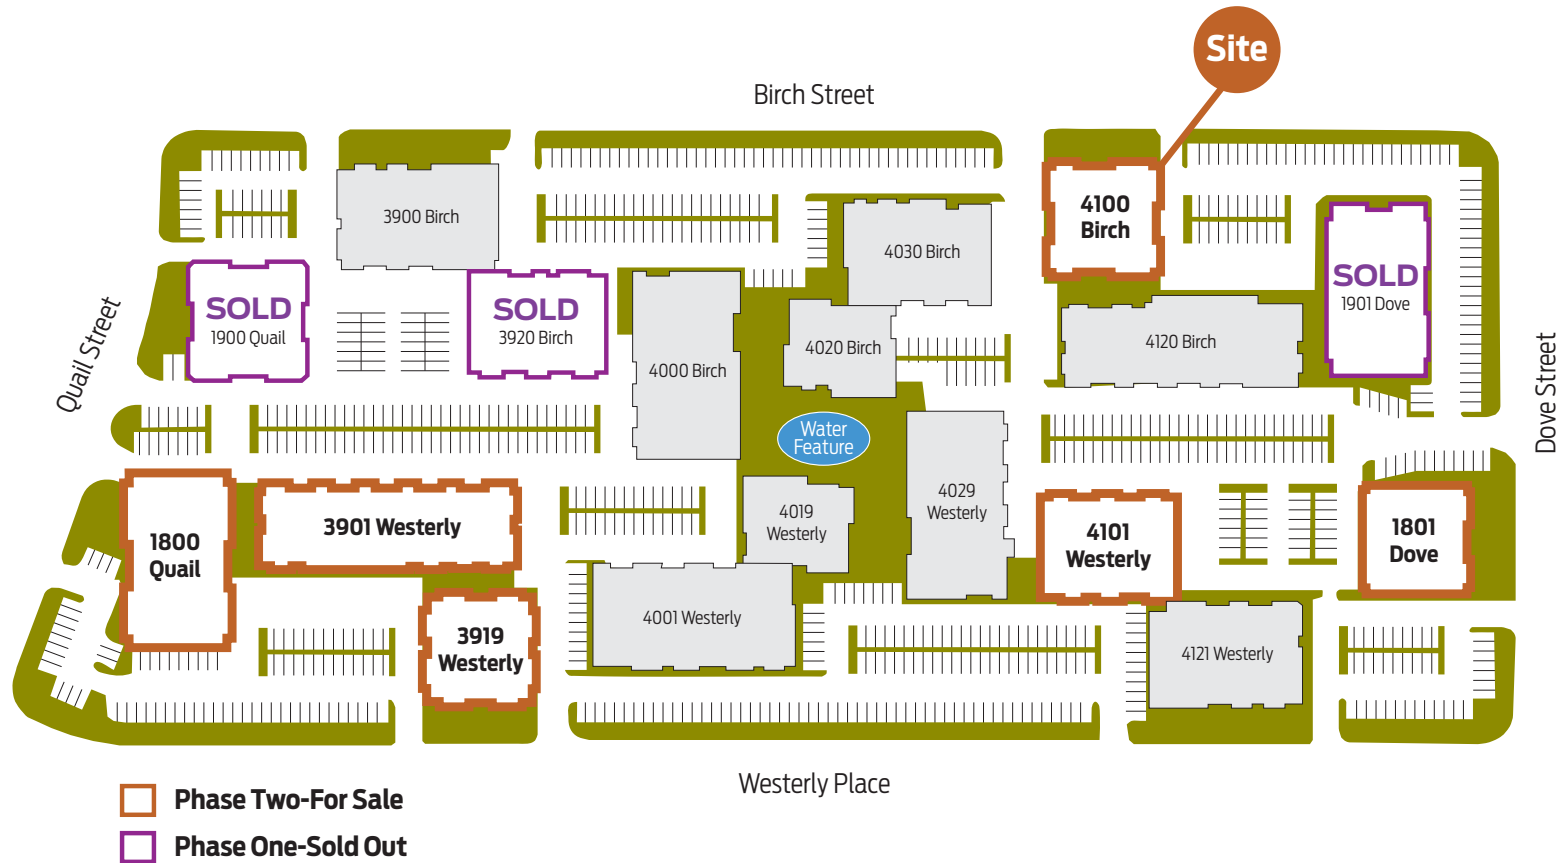 Site
Birch Street
3900 Birch
4100
Birch
4030 Birch
SOLD
1901 Dove
SOLD
1900 Quail
SOLD
3920 Birch
4020 Birch
4120 Birch
4000 Birch
Quail Street
Dove Street
Water
Feature
4029
Westerly
3901 Westerly
4019
Westerly
1800
Quail
4101
Westerly
1801
Dove
4001 Westerly
3919
Westerly
4121 Westerly
Westerly Place
Phase Two-For Sale
Phase One-Sold Out